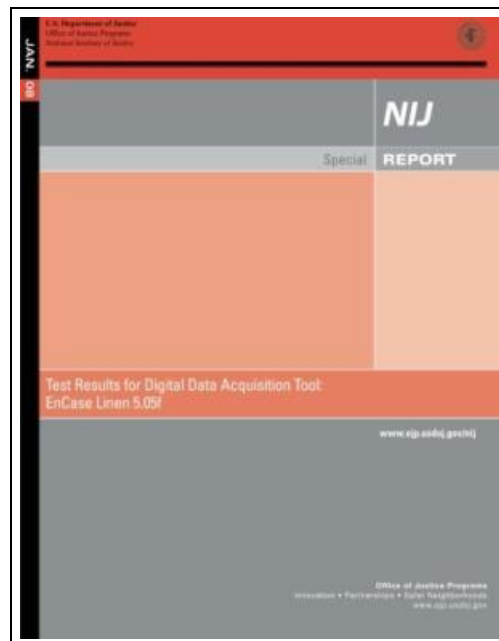 U. S. Department of Justice
Office of Justice Programs
National Institute of Justice
JAN. 08
NIJ
Special REPORT
Test Results for Digital Data Acquisition Tool:
EnCase Linen 5.05f
www.ojp.usdoj.gov/nij
Office of Justice Programs
Innovation • Partnerships • Safer Neighborhoods
www.ojp.usdoj.gov